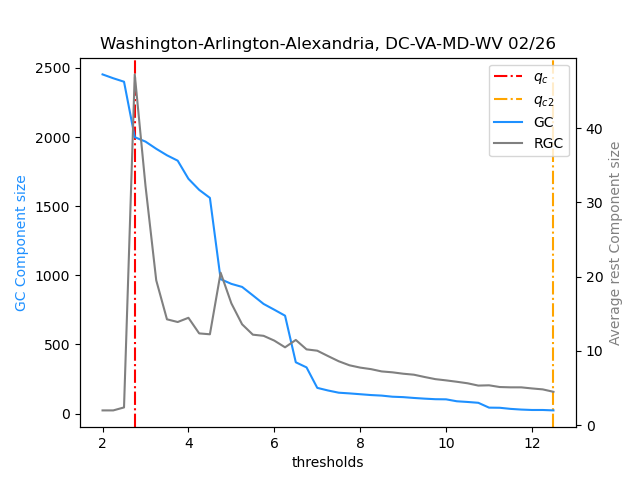 Washington-Arlington-Alexandria, DC-VA-MD-WV 02/26
GC Component size
2500
2000
1500
1000
500
0
2
4
6
8
10
12
thresholds
40
30
20
10
0
Average rest Component size
q_c
q_c2
GC
RGC